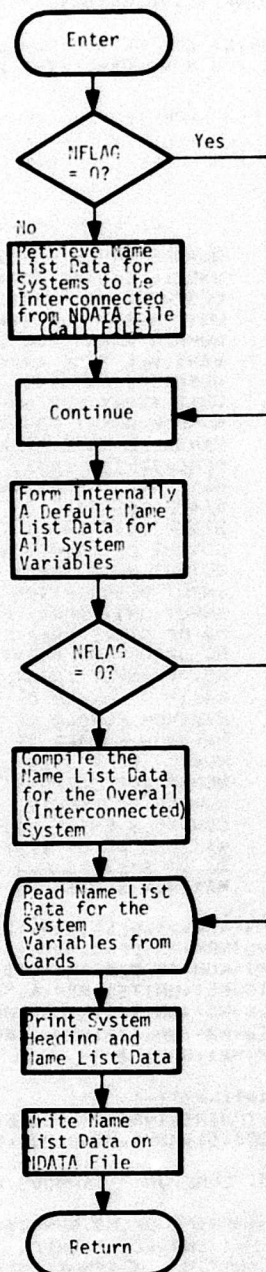 Enter
NFLAG
= 0?
Yes
No
Retrieve Name
List Data for
Systems to be
Interconnected
from NDATA File
(Call FILE)
Continue
Form Internally
A Default Name
List Data for
All System
Variables
NFLAG
= 0?
Compile the
Name List Data
for the Overall
(Interconnected)
System
Read Name List
Data for the
System
Variables from
Cards
Print System
Heading and
Name List Data
Write Name
List Data on
NDATA File
Return